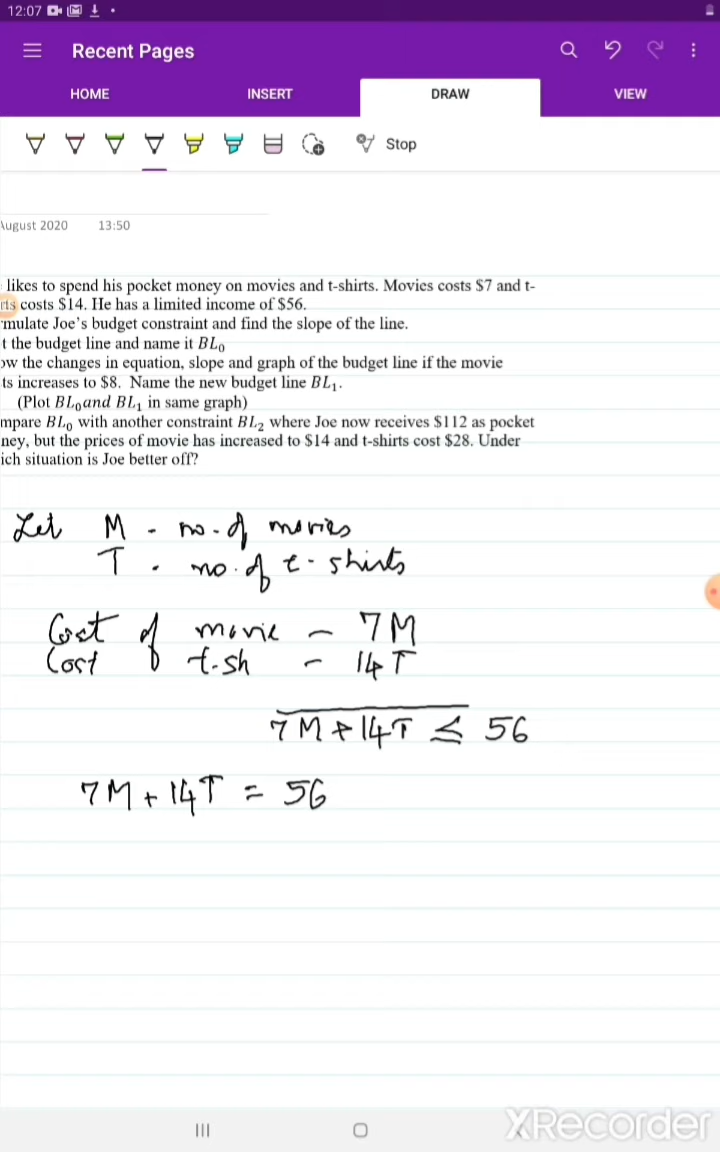 12:07
Recent Pages
HOME INSERT DRAW VIEW
Stop
August 2020 13:50
likes to spend his pocket money on movies and t-shirts. Movies costs $7 and t-
rts costs $14. He has a limited income of $56.
rmulate Joe's budget constraint and find the slope of the line.
t the budget line and name it BL₀
ow the changes in equation, slope and graph of the budget line if the movie
ts increases to $8. Name the new budget line BL₁.
(Plot BL₀and BL₁ in same graph)
mpare BL₀ with another constraint BL₂ where Joe now receives $112 as pocket
ney, but the prices of movie has increased to $14 and t-shirts cost $28. Under
ich situation is Joe better off?
Let M - no. of movies
T - no. of t-shirts
Cost of movie - 7M
Cost of t-sh - 14T
7M + 14T ≤ 56
7M + 14T = 56
XRecorder